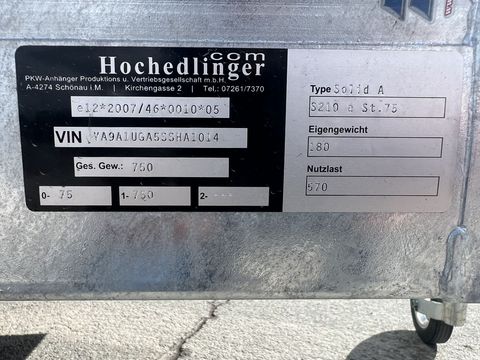 Hochedlinger.com
PKW-Anhänger Produktions u. Vertriebsgesellschaft m.b.H.
A-4274 Schönau i.M. | Kirchengasse 2 | Tel.: 07261/7370
e12*2007/46*0010*05
VIN VA9A1UGA5SSHA1014
Ges. Gew.: 750
0- 75 1- 750 2-
Type Solid A
S210 é St.75
Eigengewicht
180
Nutzlast
570